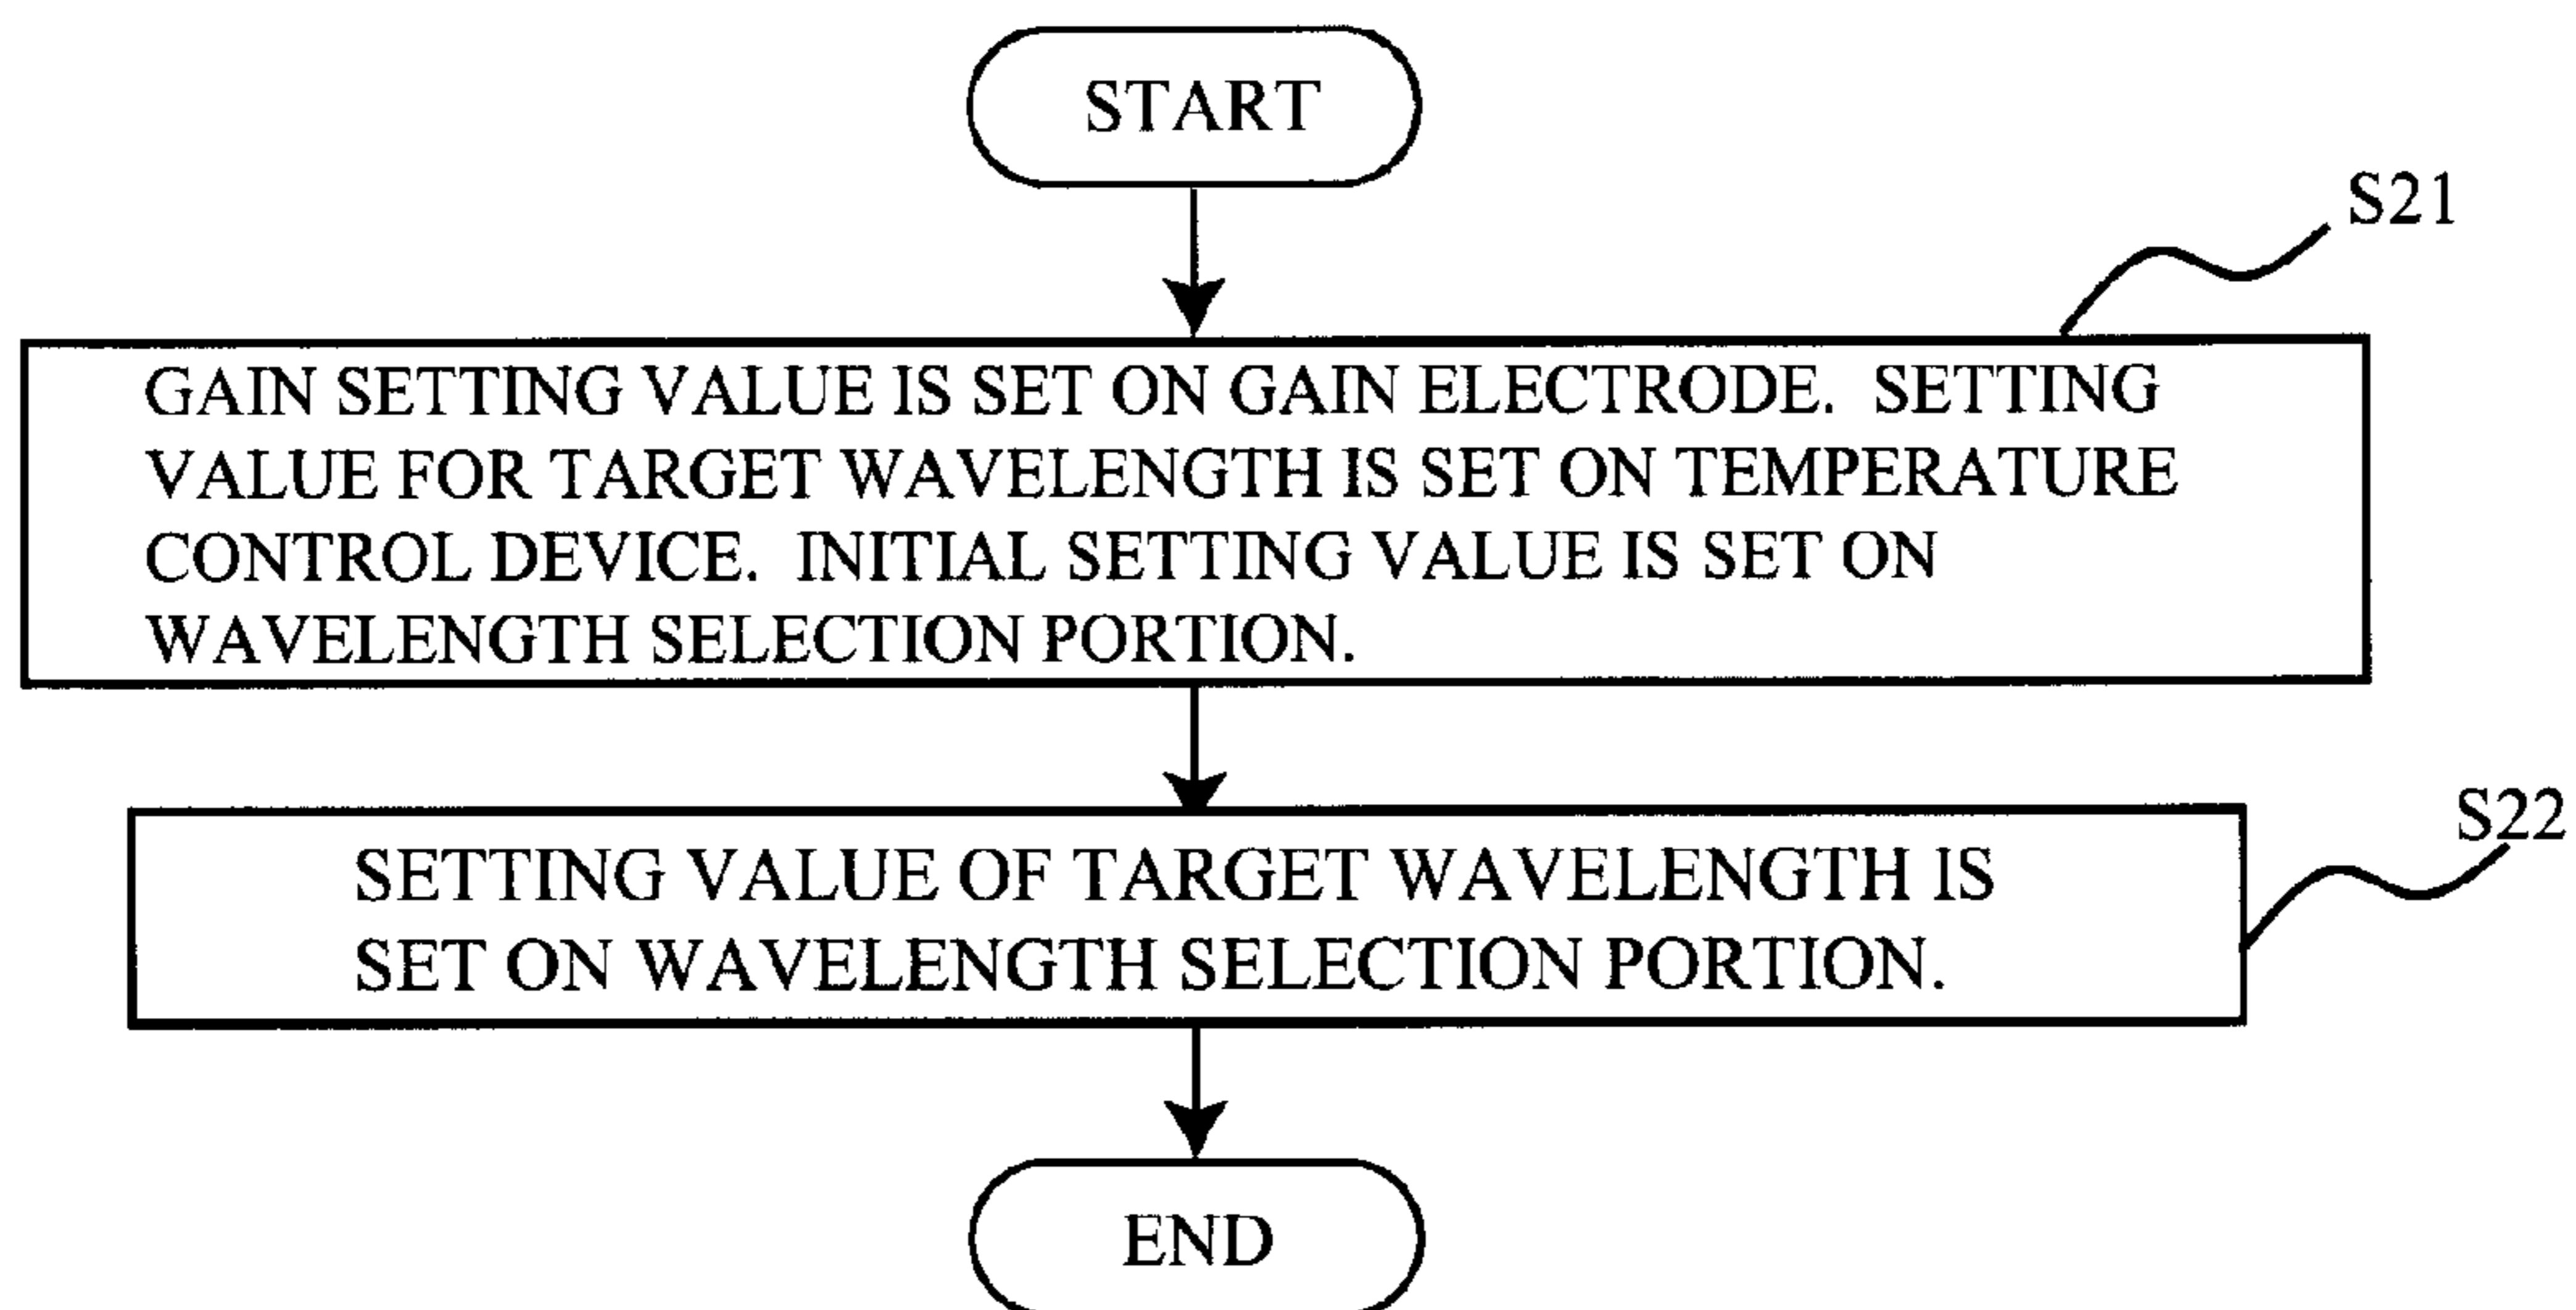 START
S21
GAIN SETTING VALUE IS SET ON GAIN ELECTRODE. SETTING
VALUE FOR TARGET WAVELENGTH IS SET ON TEMPERATURE
CONTROL DEVICE. INITIAL SETTING VALUE IS SET ON
WAVELENGTH SELECTION PORTION.
S22
SETTING VALUE OF TARGET WAVELENGTH IS
SET ON WAVELENGTH SELECTION PORTION.
END